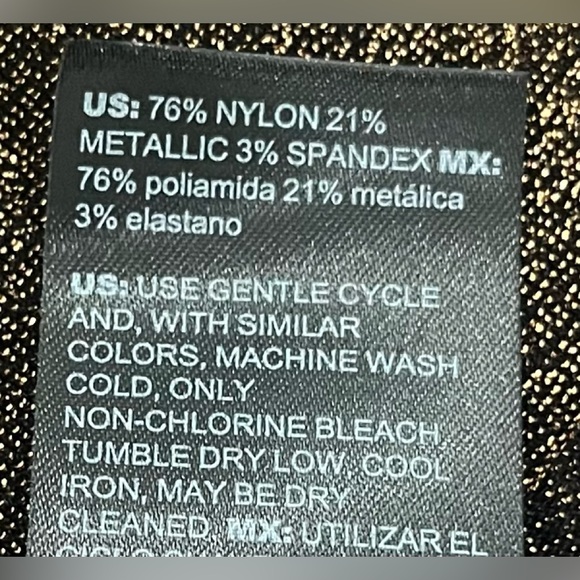 US: 76% NYLON 21%
METALLIC 3% SPANDEX MX:
76% poliamida 21% metálica
3% elastano
US: USE GENTLE CYCLE
AND, WITH SIMILAR
COLORS, MACHINE WASH
COLD, ONLY
NON-CHLORINE BLEACH,
TUMBLE DRY LOW, COOL
IRON, MAY BE DRY
CLEANED MX: UTILIZAR EL